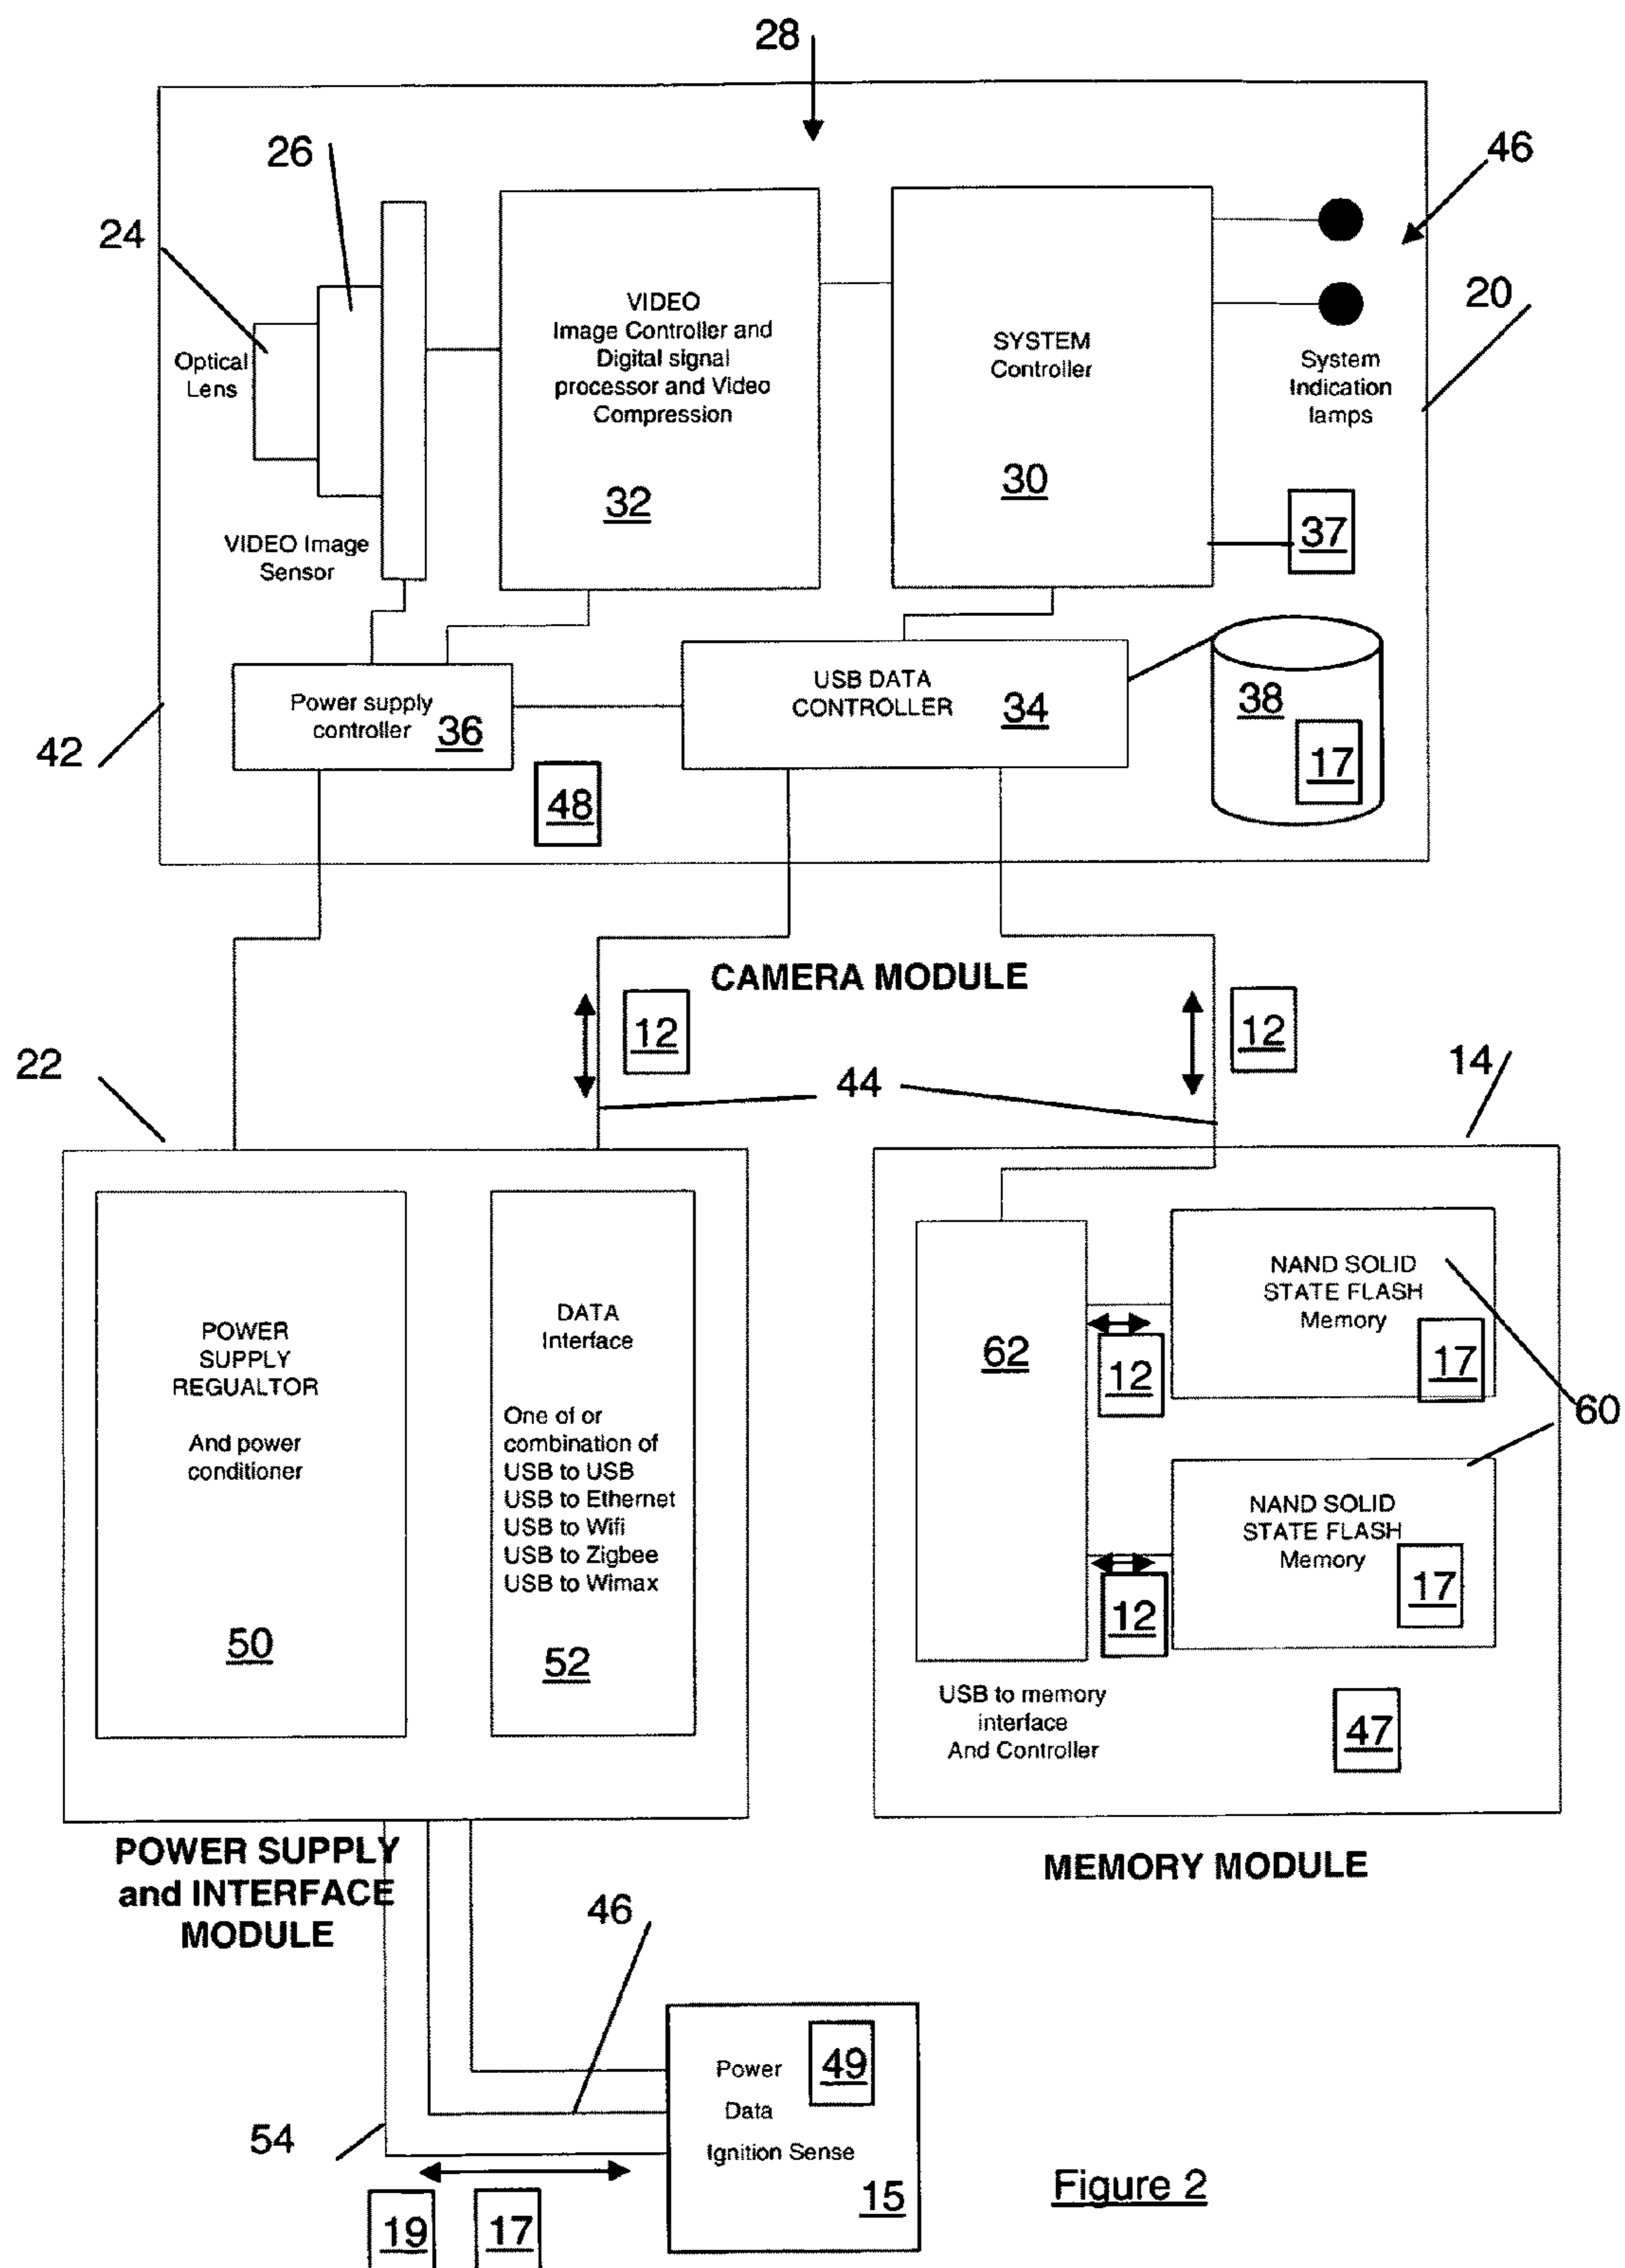 28
26
46
24
20
VIDEO
Image Controller and
Digital signal
processor and Video
Compression
32
SYSTEM
Controller
30
System
Indication
lamps
Optical
Lens
37
VIDEO Image
Sensor
USB DATA
CONTROLLER 34
38
17
Power supply
controller 36
42
48
CAMERA MODULE
12
12
22
44
14
POWER
SUPPLY
REGUALTOR
And power
conditioner
50
DATA
Interface
One of or
combination of
USB to USB
USB to Ethernet
USB to Wifi
USB to Zigbee
USB to Wimax
52
62
NAND SOLID
STATE FLASH
Memory
17
12
60
NAND SOLID
STATE FLASH
Memory
17
12
USB to memory
interface
And Controller
47
POWER SUPPLY
and INTERFACE
MODULE
MEMORY MODULE
46
Power 49
Data
Ignition Sense
15
54
19 17
Figure 2